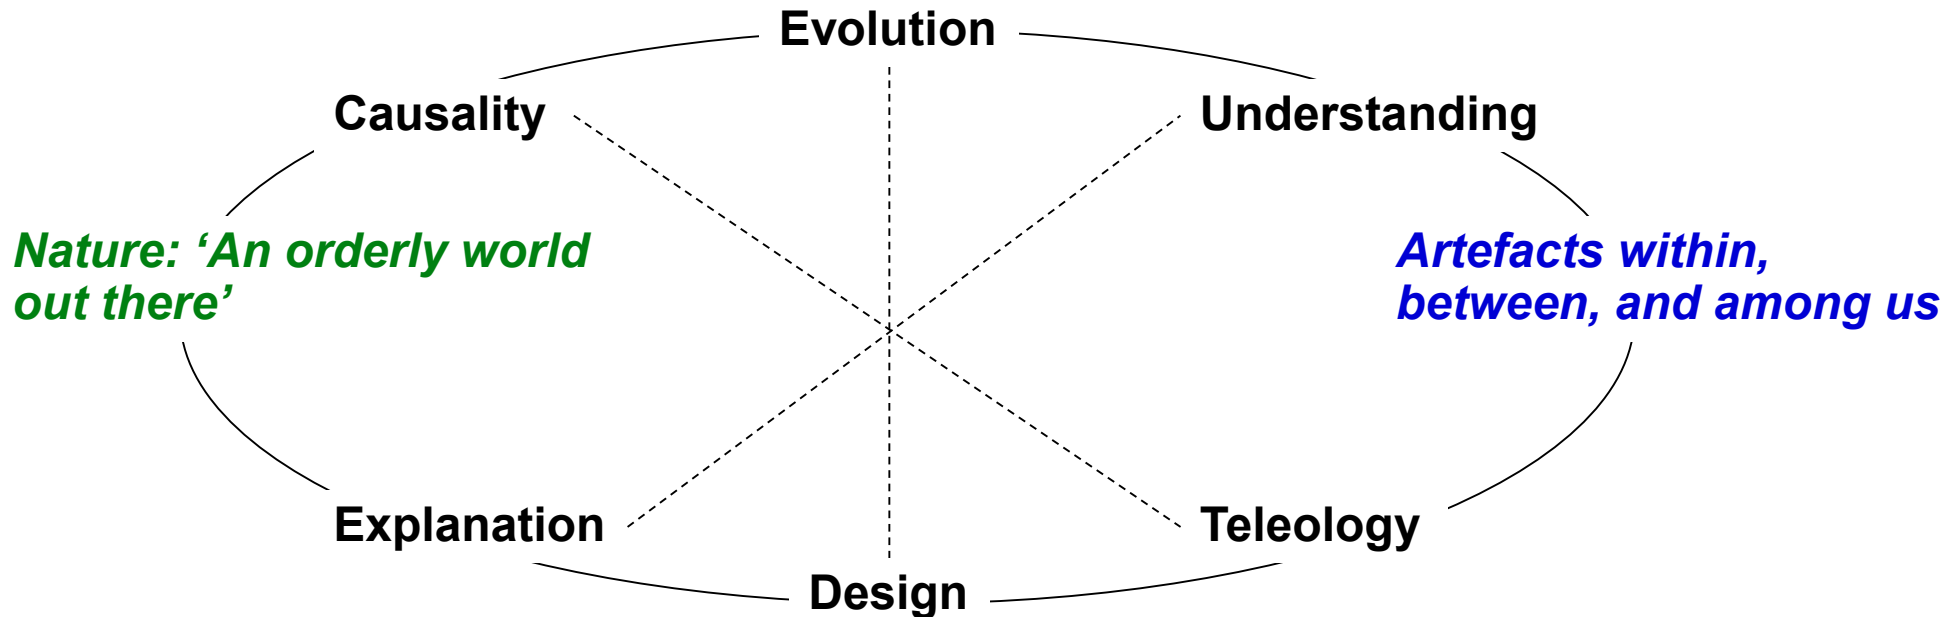 Evolution
Causality
Understanding
Nature: ‘An orderly world
out there’
Artefacts within,
between, and among us
Explanation
Teleology
Design